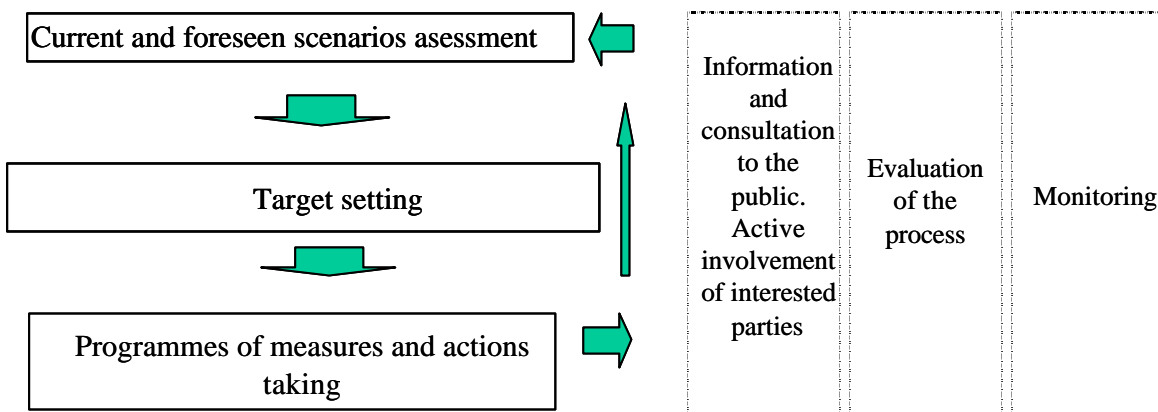 Current and foreseen scenarios asessment
Target setting
Programmes of measures and actions
taking
Information
and
consultation
to the
public.
Active
involvement
of interested
parties
Evaluation
of the
process
Monitoring